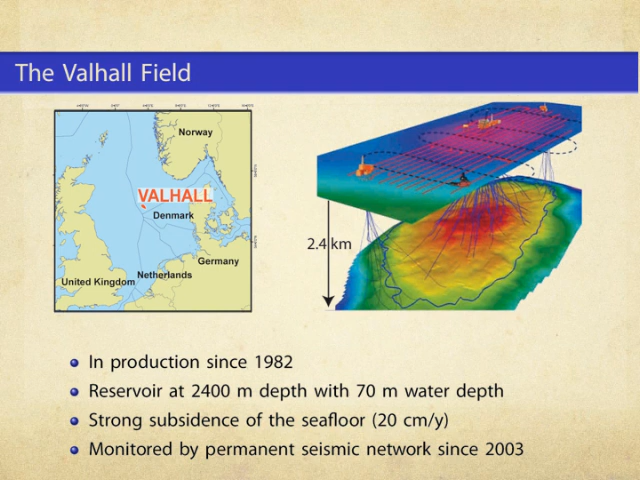 The Valhall Field
Norway
VALHALL
Denmark
Germany
Netherlands
United Kingdom
2.4 km
In production since 1982
Reservoir at 2400 m depth with 70 m water depth
Strong subsidence of the seafloor (20 cm/y)
Monitored by permanent seismic network since 2003